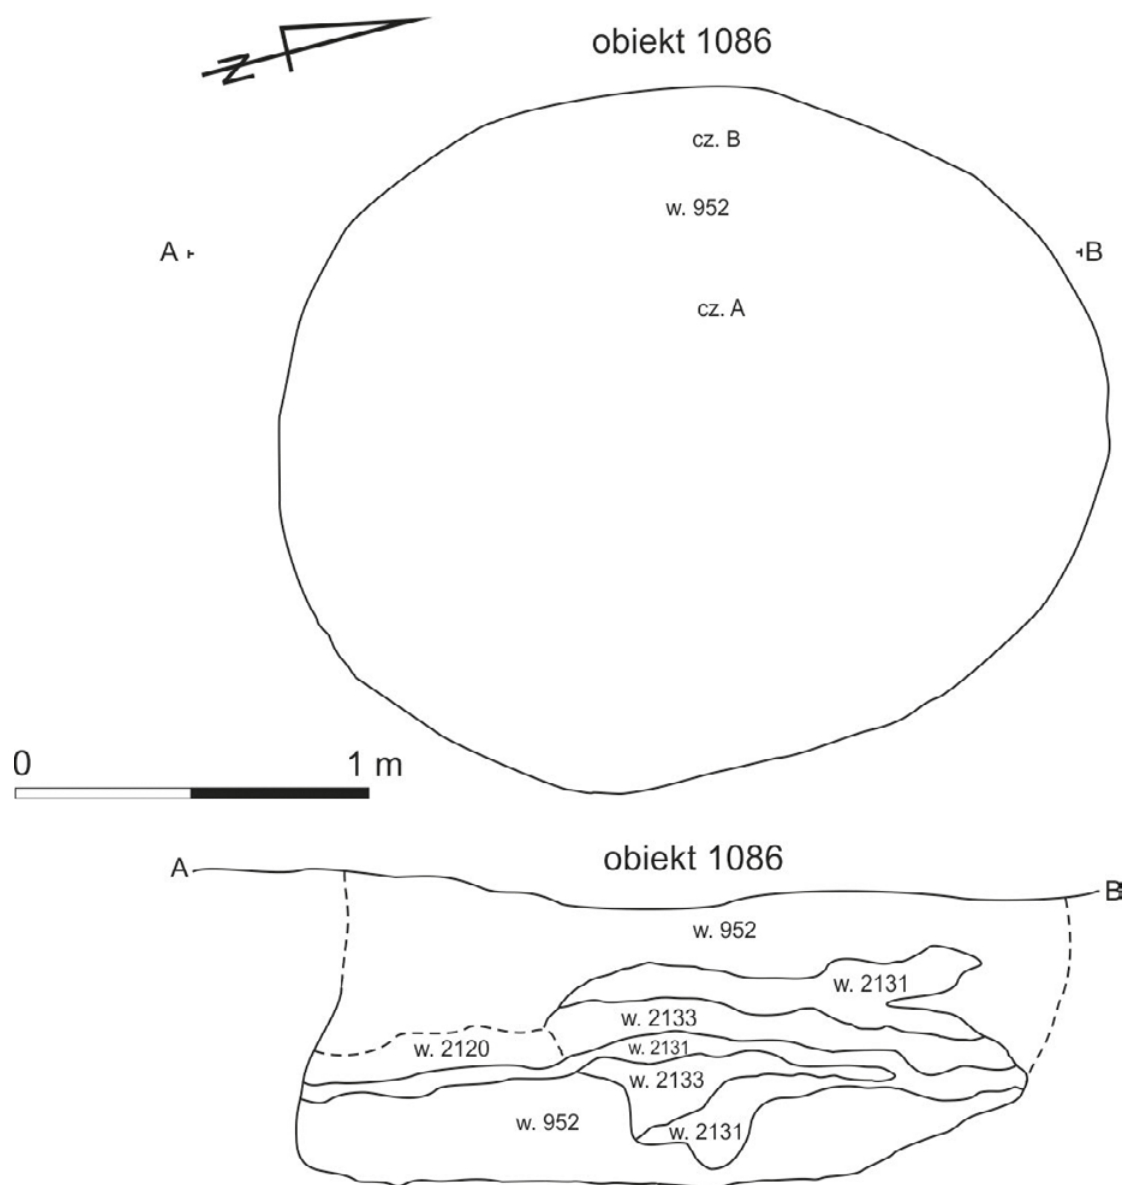 N
obiekt 1086
cz. B
w. 952
A
B
cz. A
0
1 m
obiekt 1086
A
B
w. 952
w. 2131
w. 2133
w. 2120
w. 2131
w. 2133
w. 952
w. 2131